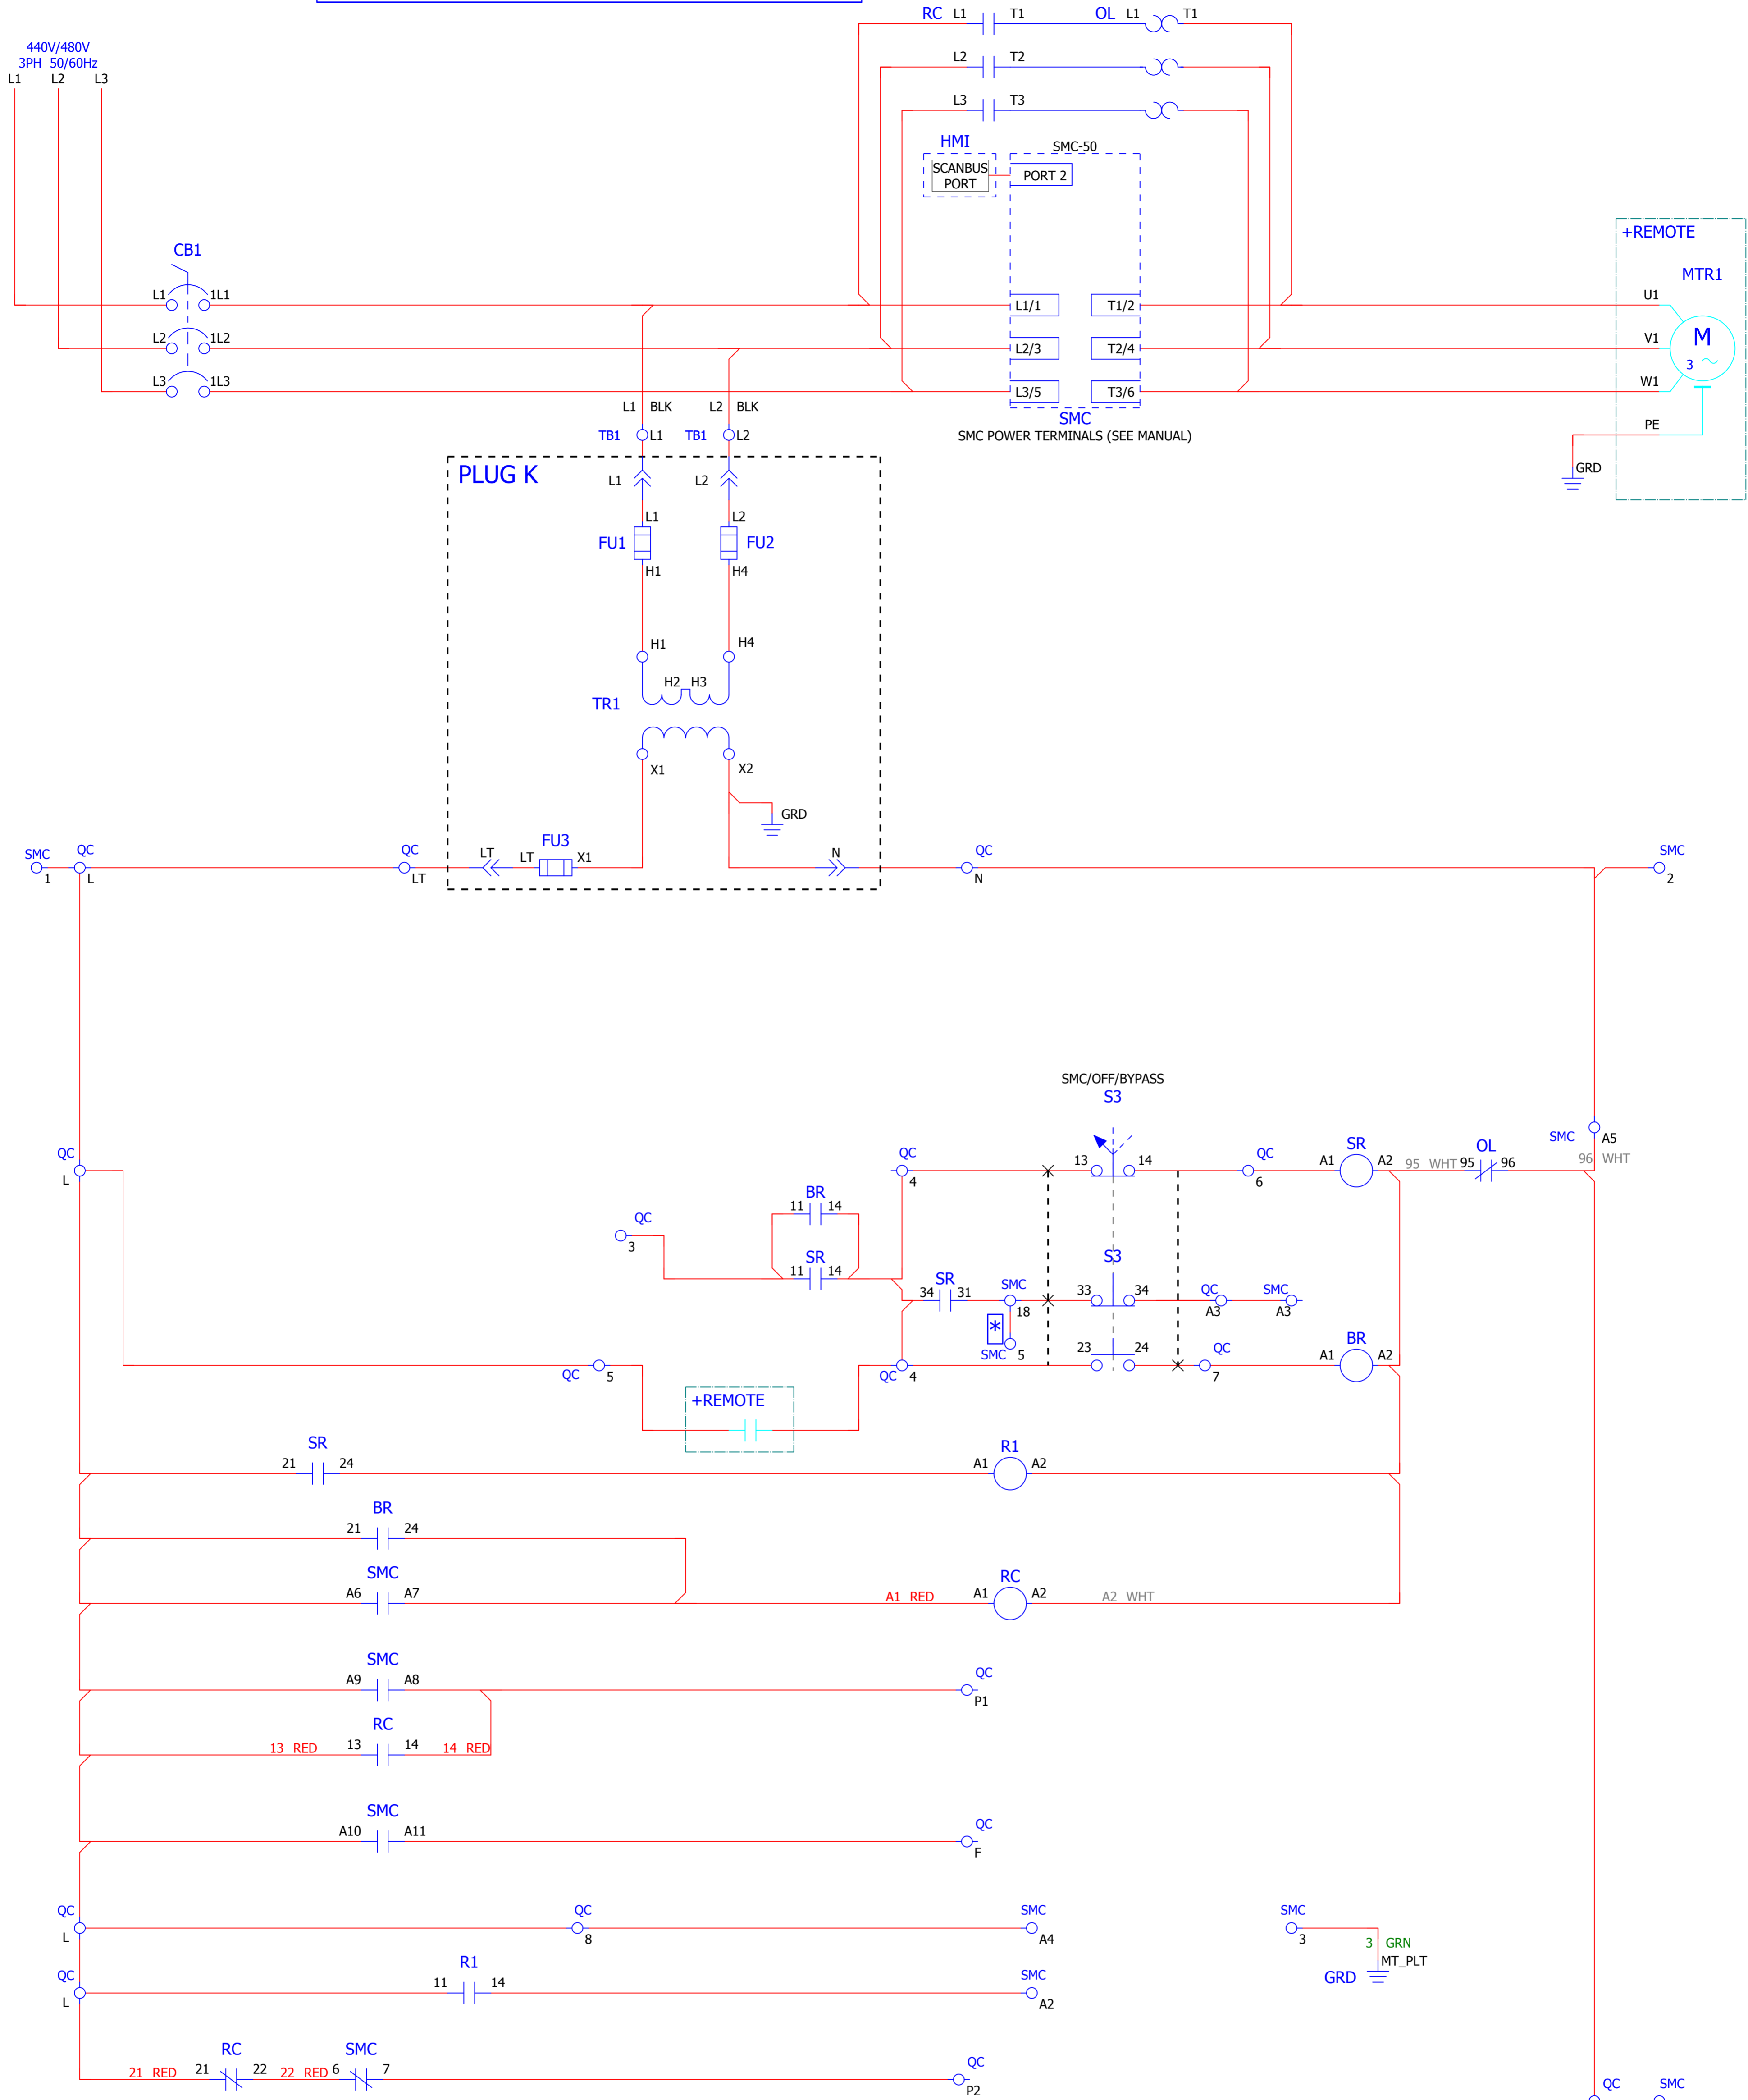 RC L1 T1 OL L1 T1
440V/480V
3PH 50/60Hz
L1 L2 L3
L2 T2
L3 T3
HMI
SMC-50
SCANBUS
PORT
PORT 2
+REMOTE
MTR1
CB1
L1 1L1
L1/1 T1/2
U1
L2 1L2
L2/3 T2/4
V1
M
3
L3 1L3
L3/5 T3/6
W1
L1 BLK L2 BLK
SMC
SMC POWER TERMINALS (SEE MANUAL)
PE
GRD
TB1 L1 TB1 L2
PLUG K
L1 L2
L1 L2
FU1 FU2
H1 H4
H1 H4
H2 H3
TR1
X1 X2
GRD
SMC
1
QC
L
QC
LT
LT
LT
FU3
X1
N
QC
N
SMC
2
SMC/OFF/BYPASS
S3
SMC A5
QC
L
QC
4
13 14
QC
6
SR
A1 A2
95 WHT
OL
95 96
96 WHT
BR
11 14
QC
3
SR
11 14
S3
SR
34 31
SMC
18
33 34
QC
A3
SMC
A3
*
SMC 5
23 24
QC
7
BR
A1 A2
QC 5
QC 4
+REMOTE
SR
21 24
R1
A1 A2
BR
21 24
SMC
A6 A7
A1 RED
RC
A1 A2
A2 WHT
SMC
A9 A8
QC
P1
RC
13 RED 13 14 14 RED
SMC
A10 A11
QC
F
QC
L
QC
8
SMC
A4
SMC
3
3 GRN
MT_PLT
GRD
QC
L
R1
11 14
SMC
A2
RC
21 RED 21 22
SMC
22 RED 6 7
QC
P2
QC SMC